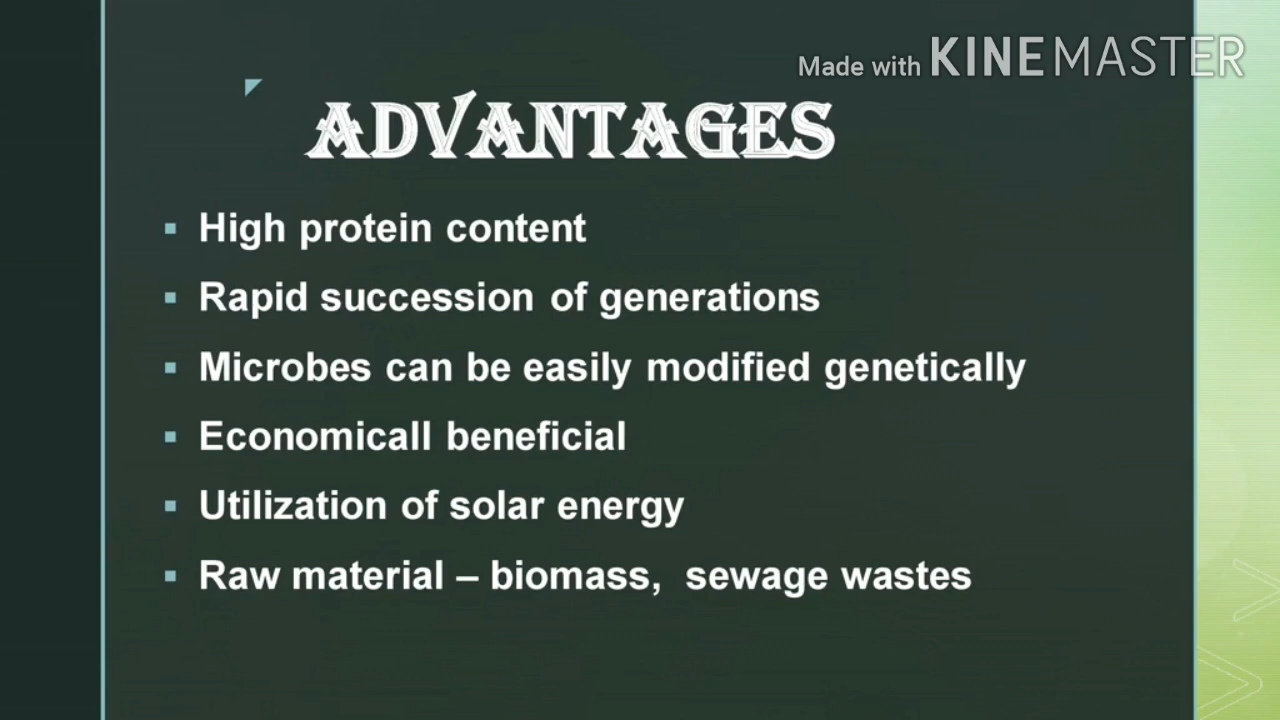 Made with KINEMASTER
ADVANTAGES
High protein content
Rapid succession of generations
Microbes can be easily modified genetically
Economicall beneficial
Utilization of solar energy
Raw material – biomass, sewage wastes